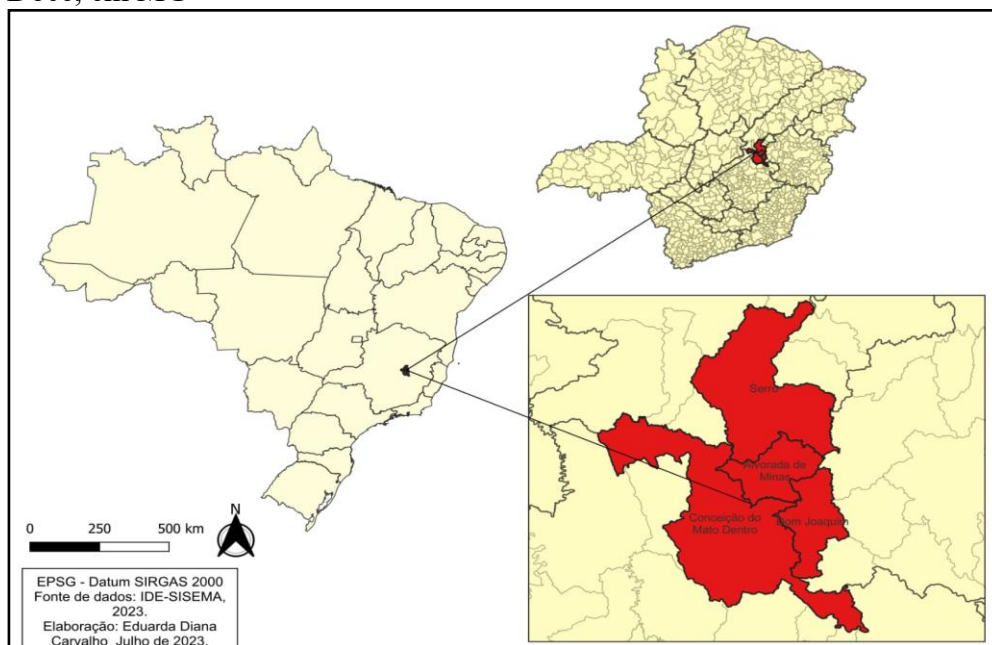 N
0 250 500 km
EPSG - Datum SIRGAS 2000
Fonte de dados: IDE-SISEMA,
2023.
Elaboração: Eduarda Diana
Carvalho Julho de 2023.
Serro
Alvorada de
Minas
Conceição do
Mato Dentro
Dom Joaquim